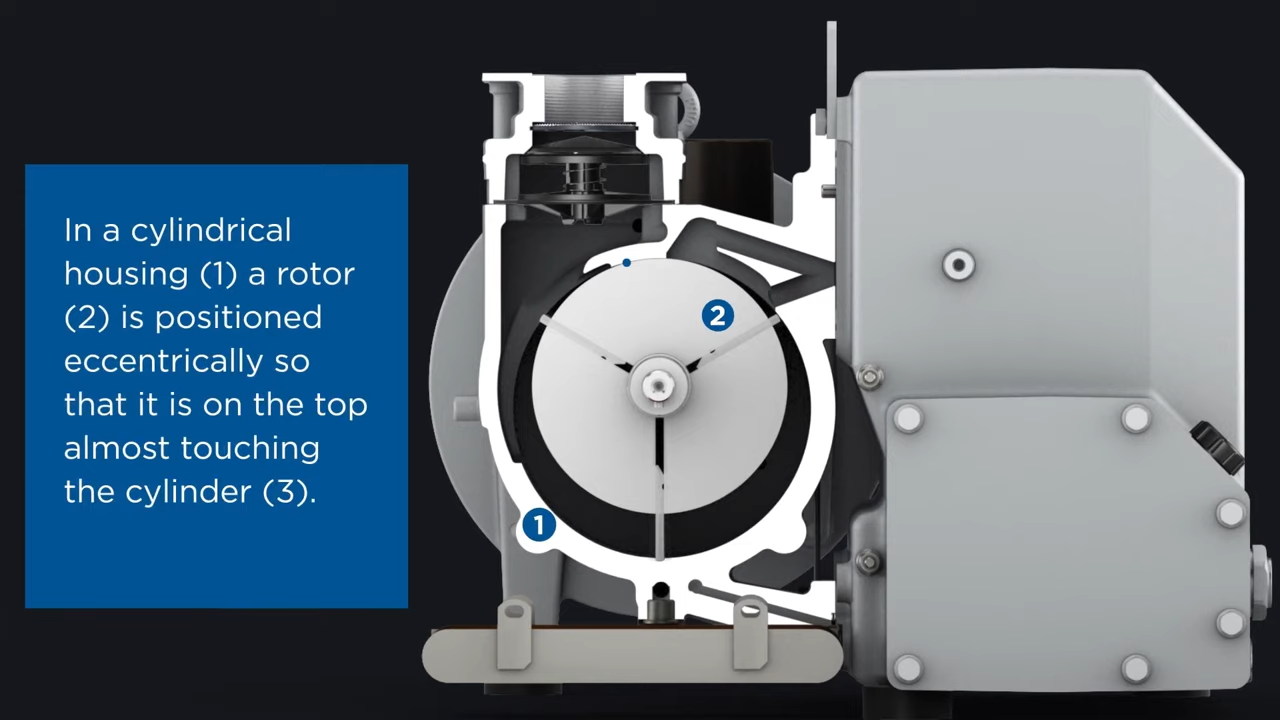 In a cylindrical
housing (1) a rotor
(2) is positioned
eccentrically so
that it is on the top
almost touching
the cylinder (3).
2
1